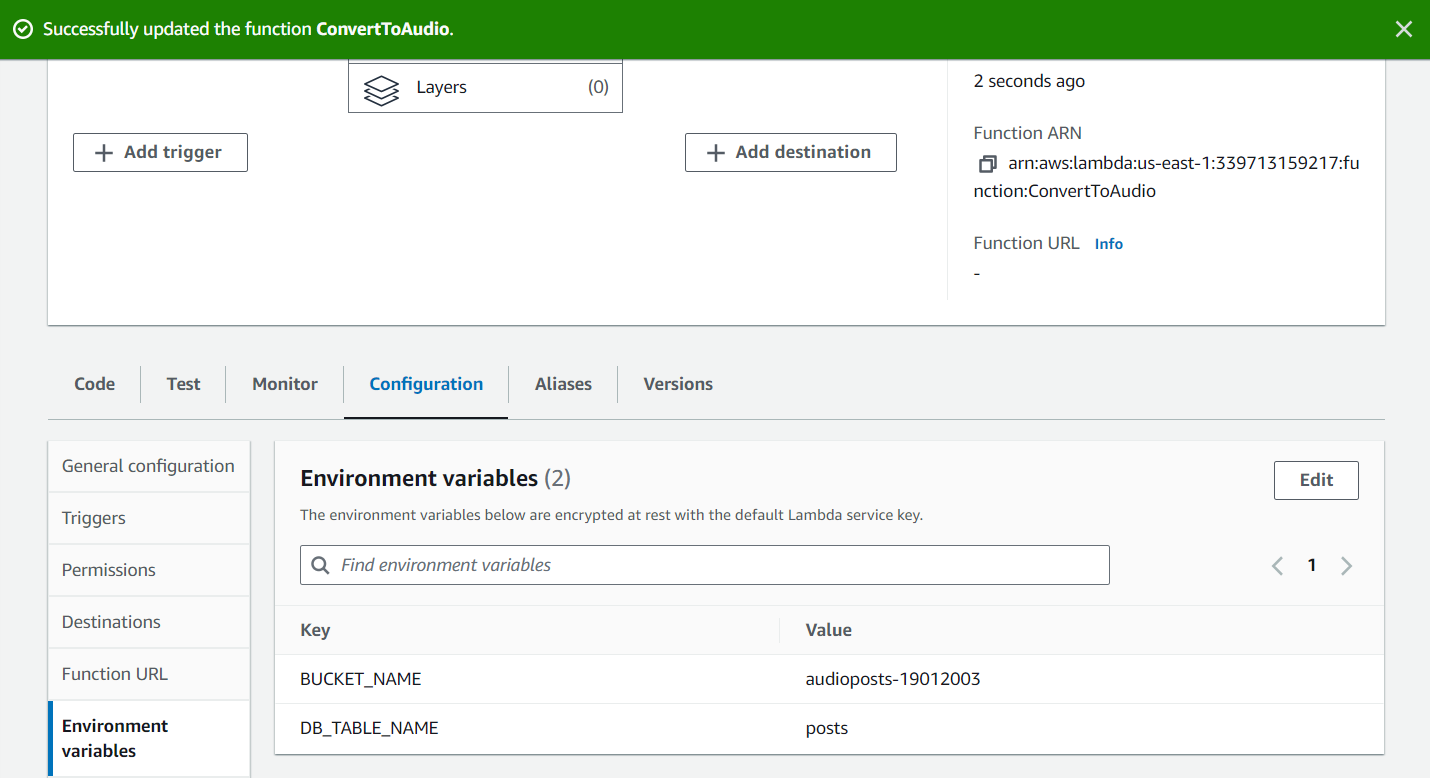 Successfully updated the function ConvertToAudio.
Layers (0)
2 seconds ago
Add trigger
Add destination
Function ARN
arn:aws:lambda:us-east-1:339713159217:fu
nction:ConvertToAudio
Function URL Info
-
Code Test Monitor Configuration Aliases Versions
General configuration
Triggers
Permissions
Destinations
Function URL
Environment
variables
Environment variables (2)
Edit
The environment variables below are encrypted at rest with the default Lambda service key.
Find environment variables
1
Key Value
BUCKET_NAME audioposts-19012003
DB_TABLE_NAME posts